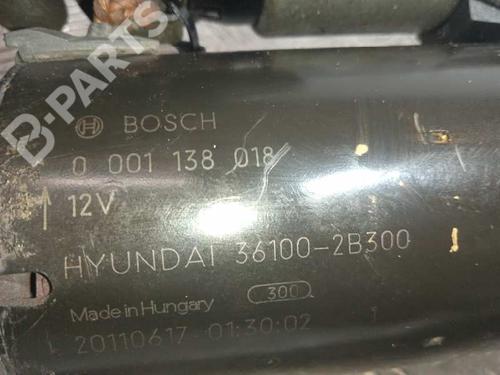 B-PARTS
BOSCH
0 001 138 018
12V
HYUNDAI 36100-2B300
300
Made in Hungary
20110617 01:30:02